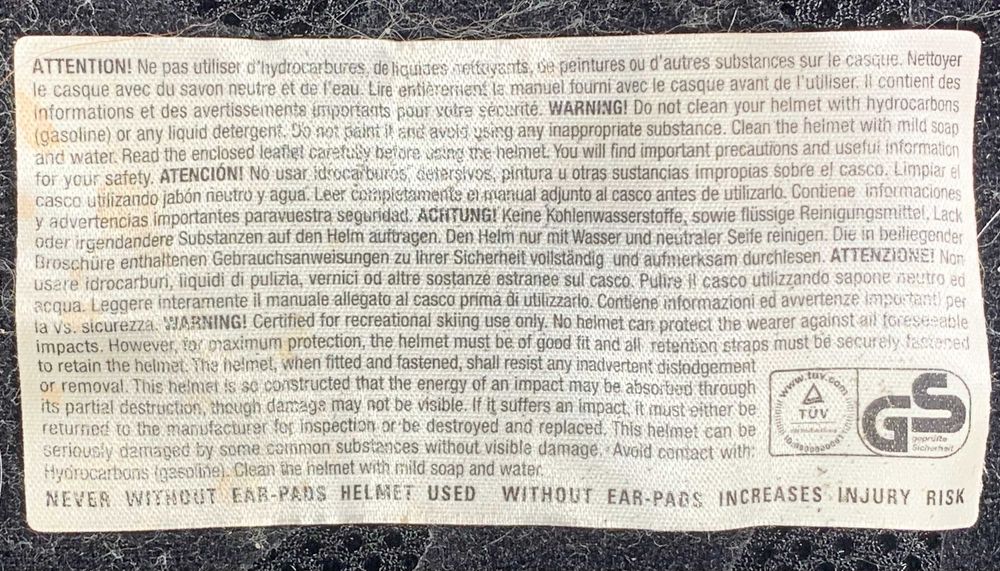 ATTENTION! Ne pas utiliser d'hydrocarbures, de liquides nettoyants, de peintures ou d'autres substances sur le casque. Nettoyer
le casque avec du savon neutre et de l'eau. Lire entièrement la manuel fourni avec le casque avant de l'utiliser. Il contient des
informations et des avertissements importants pour votre sécurité. WARNING! Do not clean your helmet with hydrocarbons
(gasoline) or any liquid detergent. Do not paint it and avoid using any inappropriate substance. Clean the helmet with mild soap
and water. Read the enclosed leaflet carefully before using the helmet. You will find important precautions and useful information
for your safety. ATENCIÓN! No usar idrocarburos, detersivos, pintura u otras sustancias impropias sobre el casco. Limpiar el
casco utilizando jabón neutro y agua. Leer completamente el manual adjunto al casco antes de utilizarlo. Contiene informaciones
y advertencias importantes paravuestra seguridad. ACHTUNG! Keine Kohlenwasserstoffe, sowie flüssige Reinigungsmittel, Lack
oder irgendandere Substanzen auf den Helm auftragen. Den Helm nur mit Wasser und neutraler Seife reinigen. Die in beiliegender
Broschüre enthaltenen Gebrauchsanweisungen zu Ihrer Sicherheit vollständig und aufmerksam durchlesen. ATTENZIONE! Non
usare idrocarburi, liquidi di pulizia, vernici od altre sostanze estranee sul casco. Pulire il casco utilizzando sapone neutro ed
acqua. Leggere interamente il manuale allegato al casco prima di utilizzarlo. Contiene informazioni ed avvertenze importanti per
la vs. sicurezza. WARNING! Certified for recreational skiing use only. No helmet can protect the wearer against all foreseeable
impacts. However, for maximum protection, the helmet must be of good fit and all retention straps must be securely fastened
to retain the helmet. The helmet, when fitted and fastened, shall resist any inadvertent dislodgement
or removal. This helmet is so constructed that the energy of an impact may be absorbed through
its partial destruction, though damage may not be visible. If it suffers an impact, it must either be
returned to the manufacturer for inspection or be destroyed and replaced. This helmet can be
seriously damaged by some common substances without visible damage. Avoid contact with:
Hydrocarbons (gasoline). Clean the helmet with mild soap and water.
www.tuv.com
TÜV
GS
geprüfte
Sicherheit
NEVER WITHOUT EAR-PADS HELMET USED WITHOUT EAR-PADS INCREASES INJURY RISK